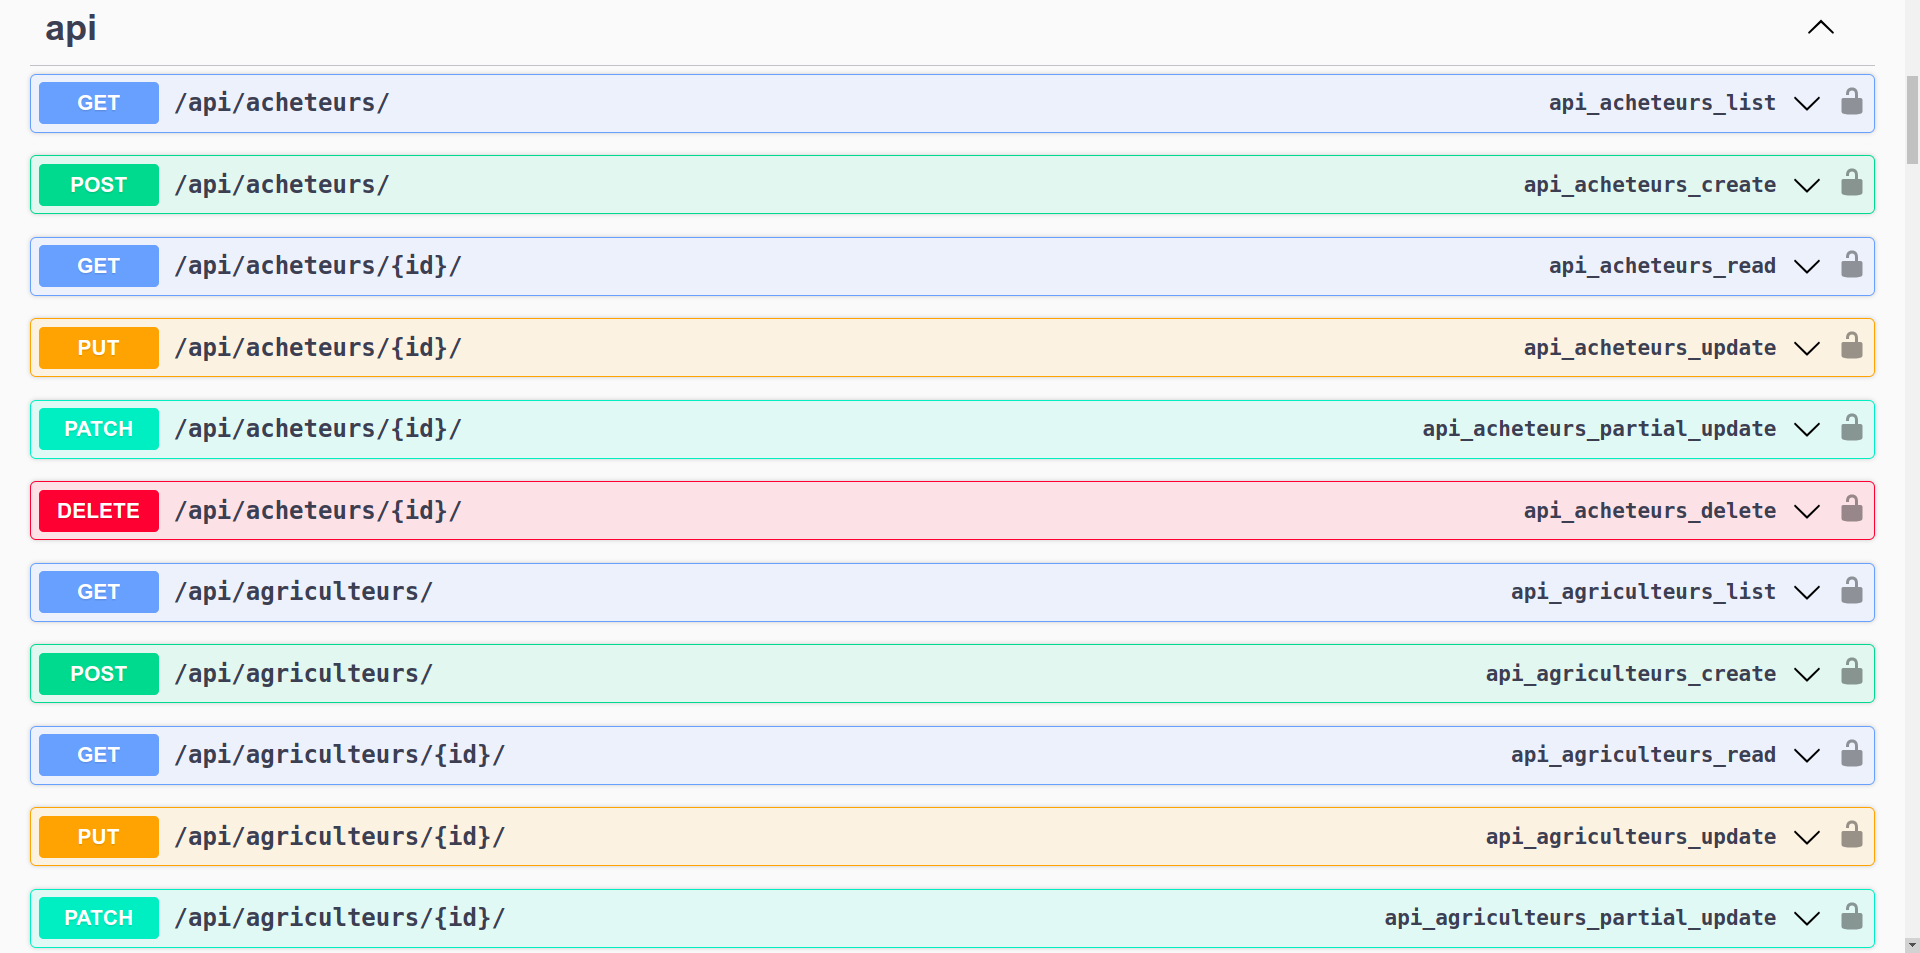 api
GET /api/acheteurs/ api_acheteurs_list
POST /api/acheteurs/ api_acheteurs_create
GET /api/acheteurs/{id}/ api_acheteurs_read
PUT /api/acheteurs/{id}/ api_acheteurs_update
PATCH /api/acheteurs/{id}/ api_acheteurs_partial_update
DELETE /api/acheteurs/{id}/ api_acheteurs_delete
GET /api/agriculteurs/ api_agriculteurs_list
POST /api/agriculteurs/ api_agriculteurs_create
GET /api/agriculteurs/{id}/ api_agriculteurs_read
PUT /api/agriculteurs/{id}/ api_agriculteurs_update
PATCH /api/agriculteurs/{id}/ api_agriculteurs_partial_update